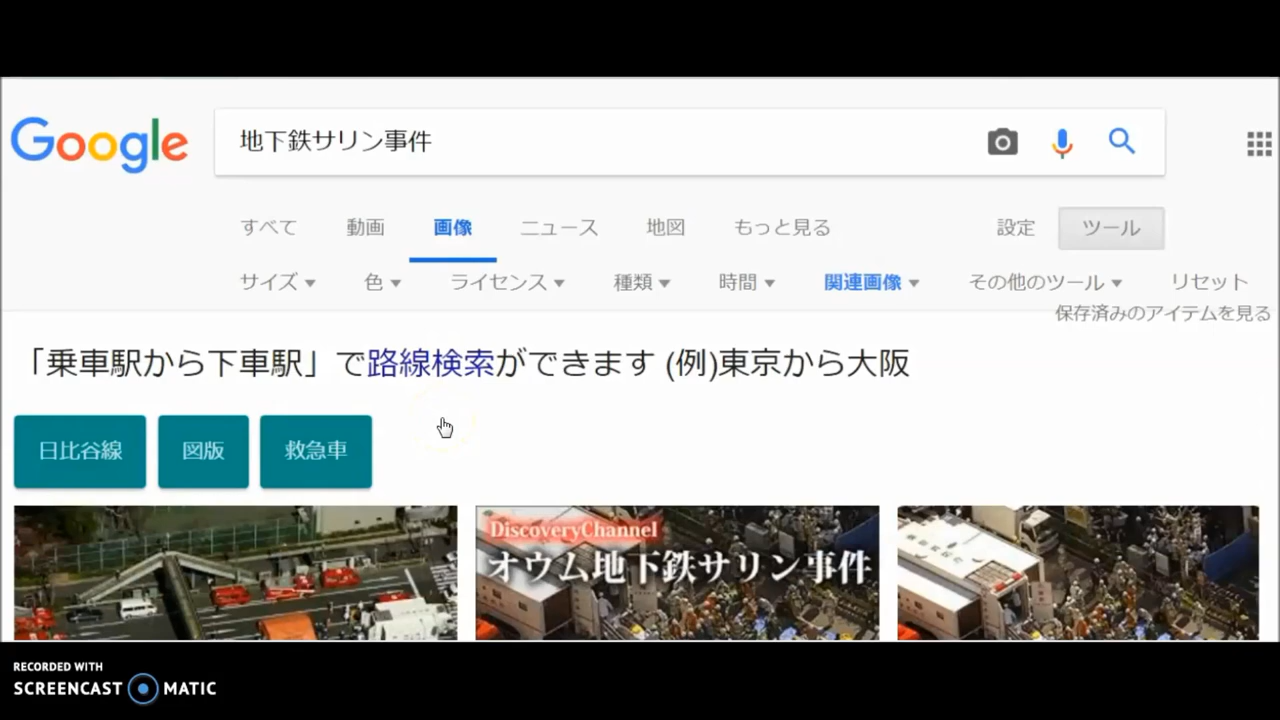 Google
地下鉄サリン事件
すべて 動画 画像 ニュース 地図 もっと見る 設定 ツール
サイズ 色 ライセンス 種類 時間 関連画像 その他のツール リセット
保存済みのアイテムを見る
「乗車駅から下車駅」で路線検索ができます (例)東京から大阪
日比谷線 図版 救急車
DiscoveryChannel
オウム地下鉄サリン事件
RECORDED WITH
SCREENCAST MATIC